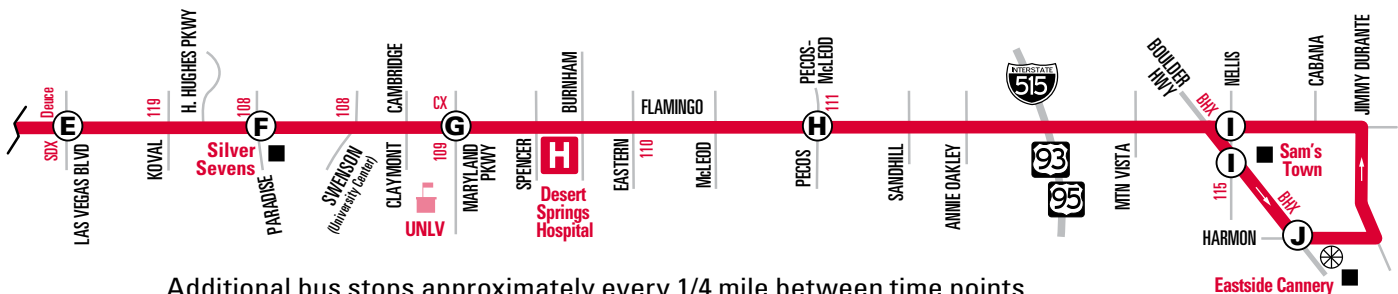 Deuce
E
SDX
LAS VEGAS BLVD
119
KOVAL
H. HUGHES PKWY
108
F
Silver
Sevens
PARADISE
108
SWENSON
(University Center)
CAMBRIDGE
CLAYMONT
UNLV
CX
G
109
MARYLAND
PKWY
SPENCER
H
Desert
Springs
Hospital
BURNHAM
EASTERN
110
FLAMINGO
McLEOD
PECOS-
McLEOD
111
H
PECOS
SANDHILL
ANNIE OAKLEY
INTERSTATE
515
93
95
MTN VISTA
BOULDER
HWY
BHX
NELLIS
I
I
115
Sam's
Town
BHX
CABANA
JIMMY DURANTE
HARMON
J
Eastside Cannery
Additional bus stops approximately every 1/4 mile between time points